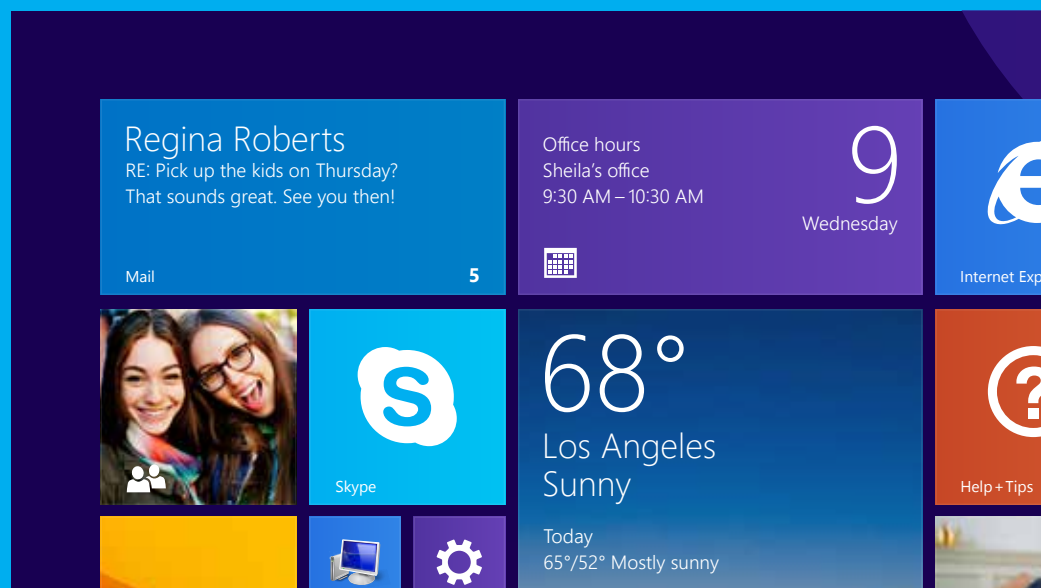 Regina Roberts
RE: Pick up the kids on Thursday?
That sounds great. See you then!
Mail
5
Office hours
Sheila's office
9:30 AM – 10:30 AM
9
Wednesday
Internet Exp
Skype
68°
Los Angeles
Sunny
Today
65°/52° Mostly sunny
Help+Tips